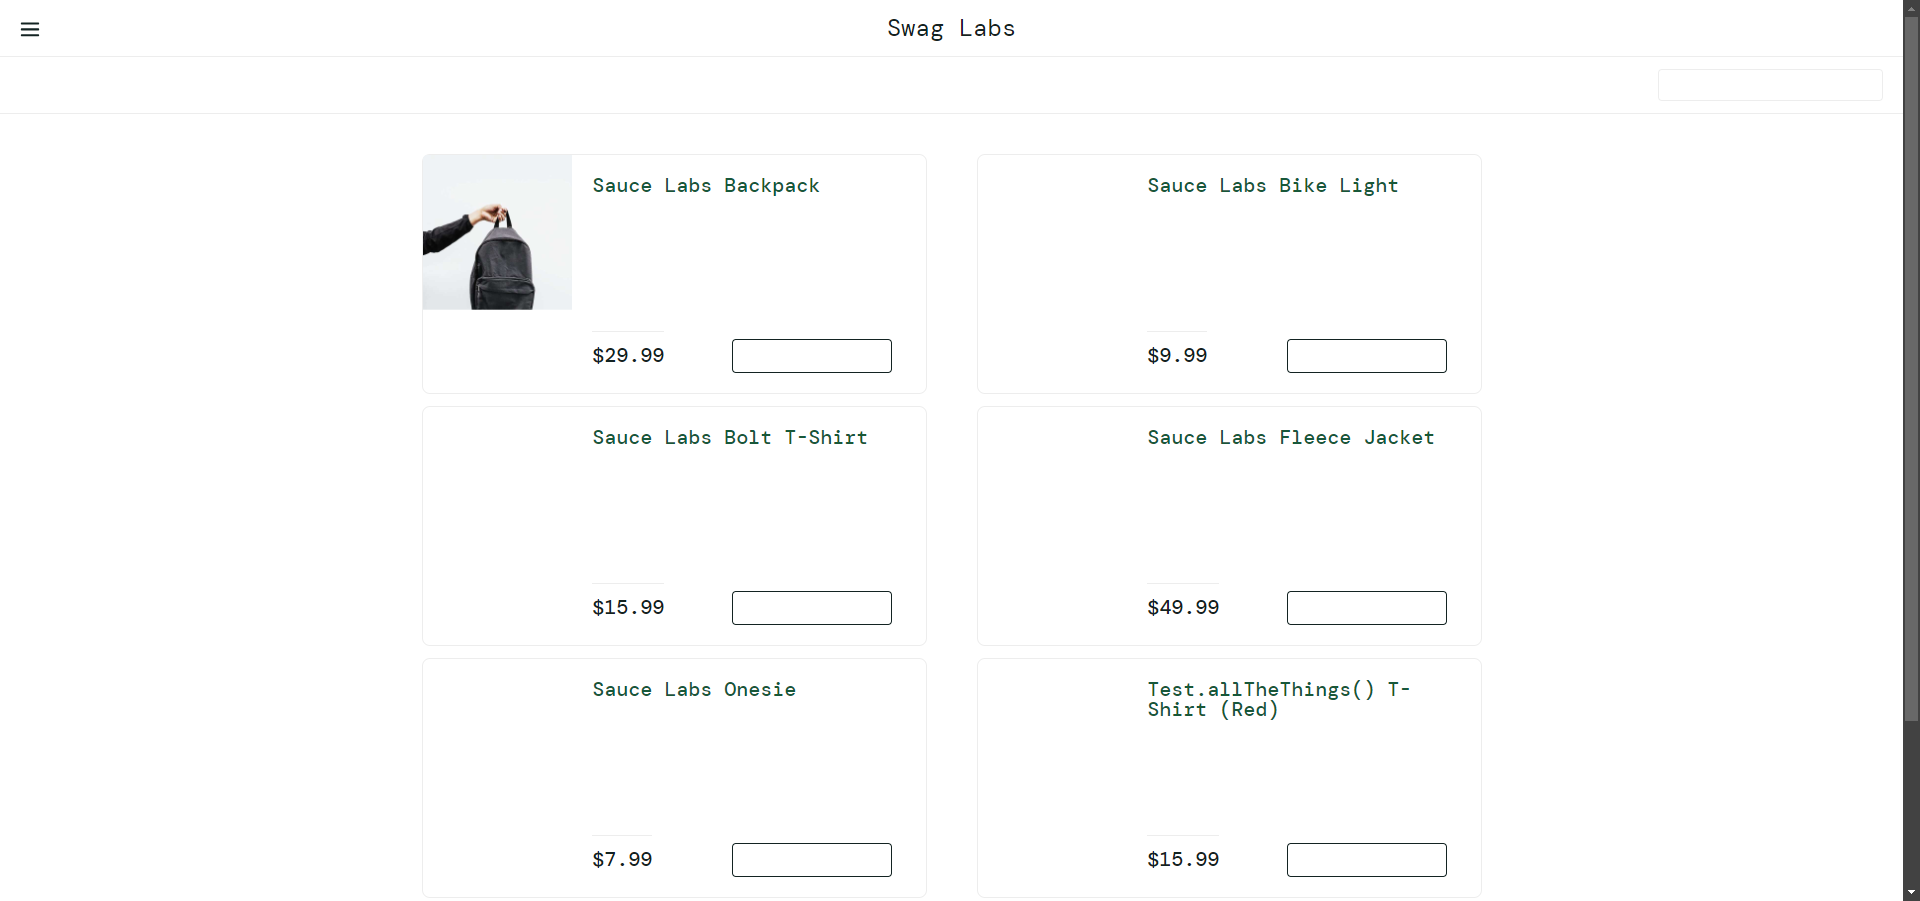 Swag Labs
Sauce Labs Backpack
$29.99
Sauce Labs Bike Light
$9.99
Sauce Labs Bolt T-Shirt
$15.99
Sauce Labs Fleece Jacket
$49.99
Sauce Labs Onesie
$7.99
Test.allTheThings() T-
Shirt (Red)
$15.99